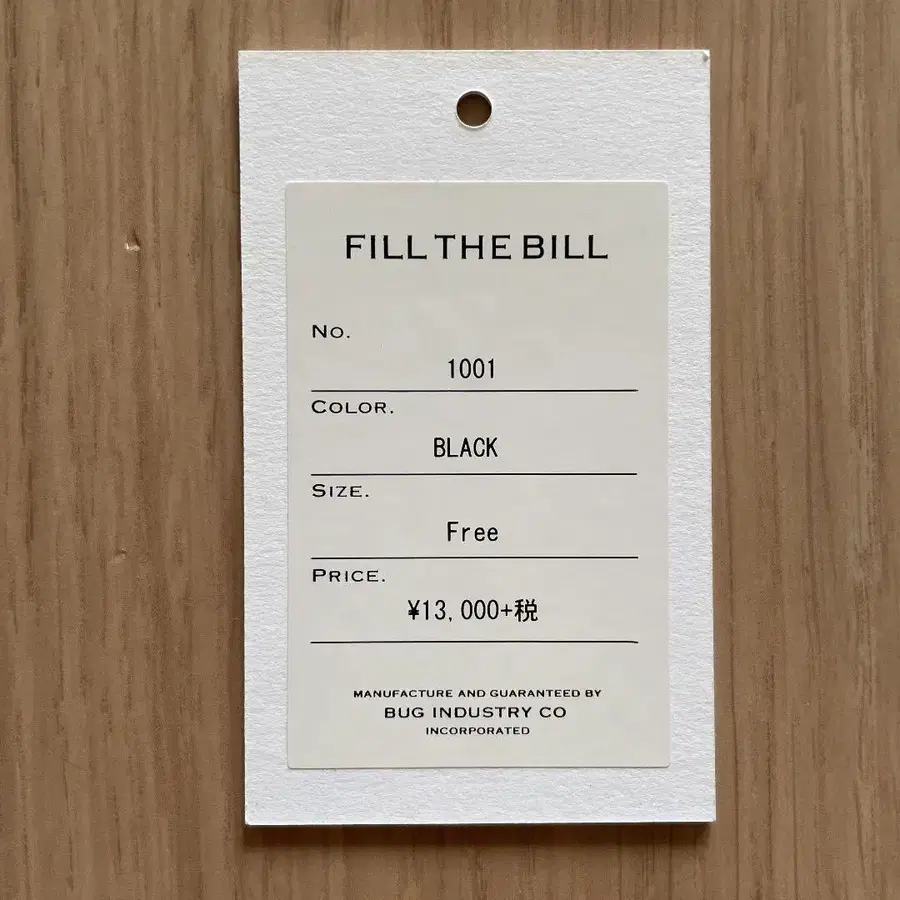 FILL THE BILL
No.
1001
COLOR.
BLACK
SIZE.
Free
PRICE.
¥13,000+税
MANUFACTURE AND GUARANTEED BY
BUG INDUSTRY CO
INCORPORATED